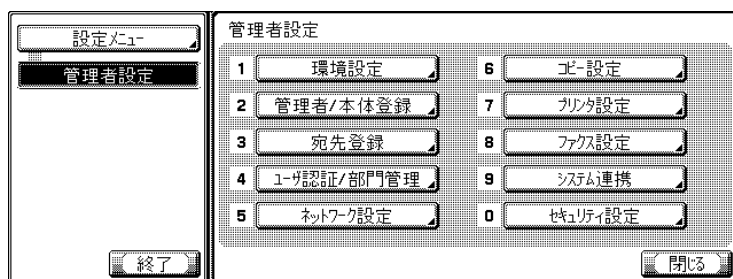 設定メニュー
管理者設定
終了
管理者設定
1 環境設定
2 管理者/本体登録
3 宛先登録
4 ユーザ認証/部門管理
5 ネットワーク設定
6 コピー設定
7 プリンタ設定
8 ファクス設定
9 システム連携
0 セキュリティ設定
閉じる